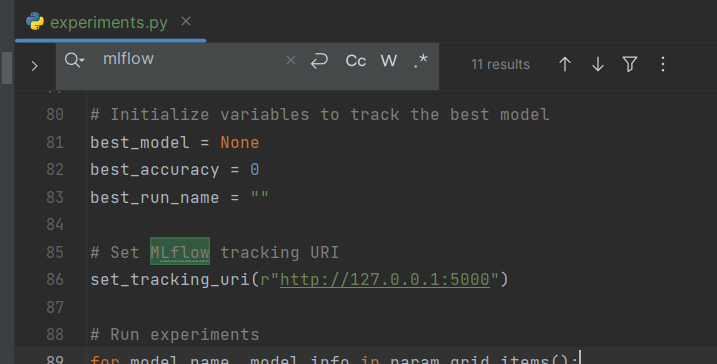 experiments.py
mlflow
Cc W .*
11 results
80 # Initialize variables to track the best model
81 best_model = None
82 best_accuracy = 0
83 best_run_name = ""
84
85 # Set MLflow tracking URI
86 set_tracking_uri(r"http://127.0.0.1:5000")
87
88 # Run experiments
89 for model_name, model_info in param_grid.items():